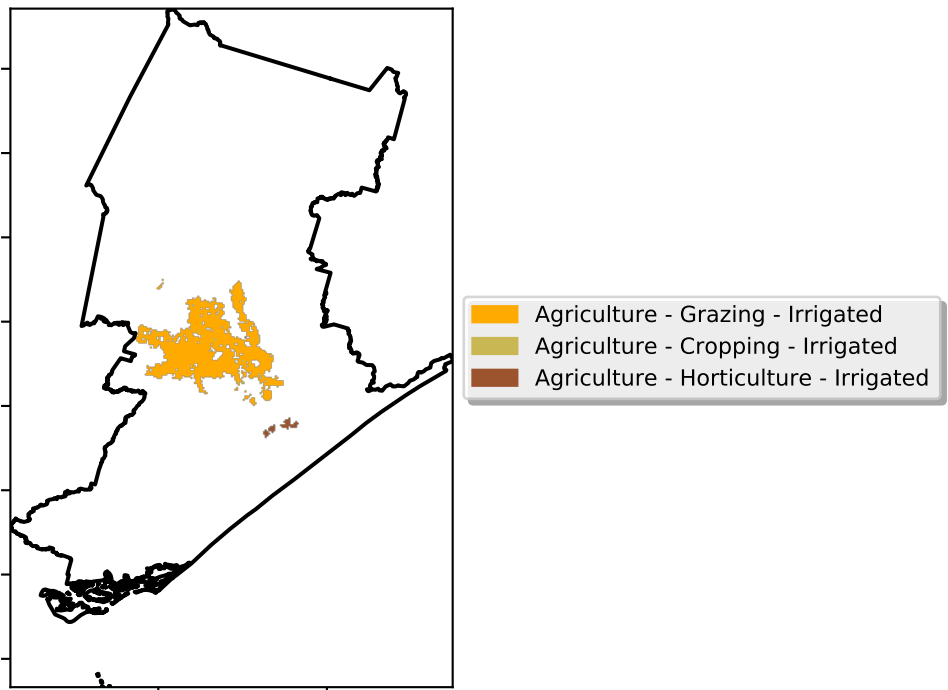 Agriculture - Grazing - Irrigated
Agriculture - Cropping - Irrigated
Agriculture - Horticulture - Irrigated